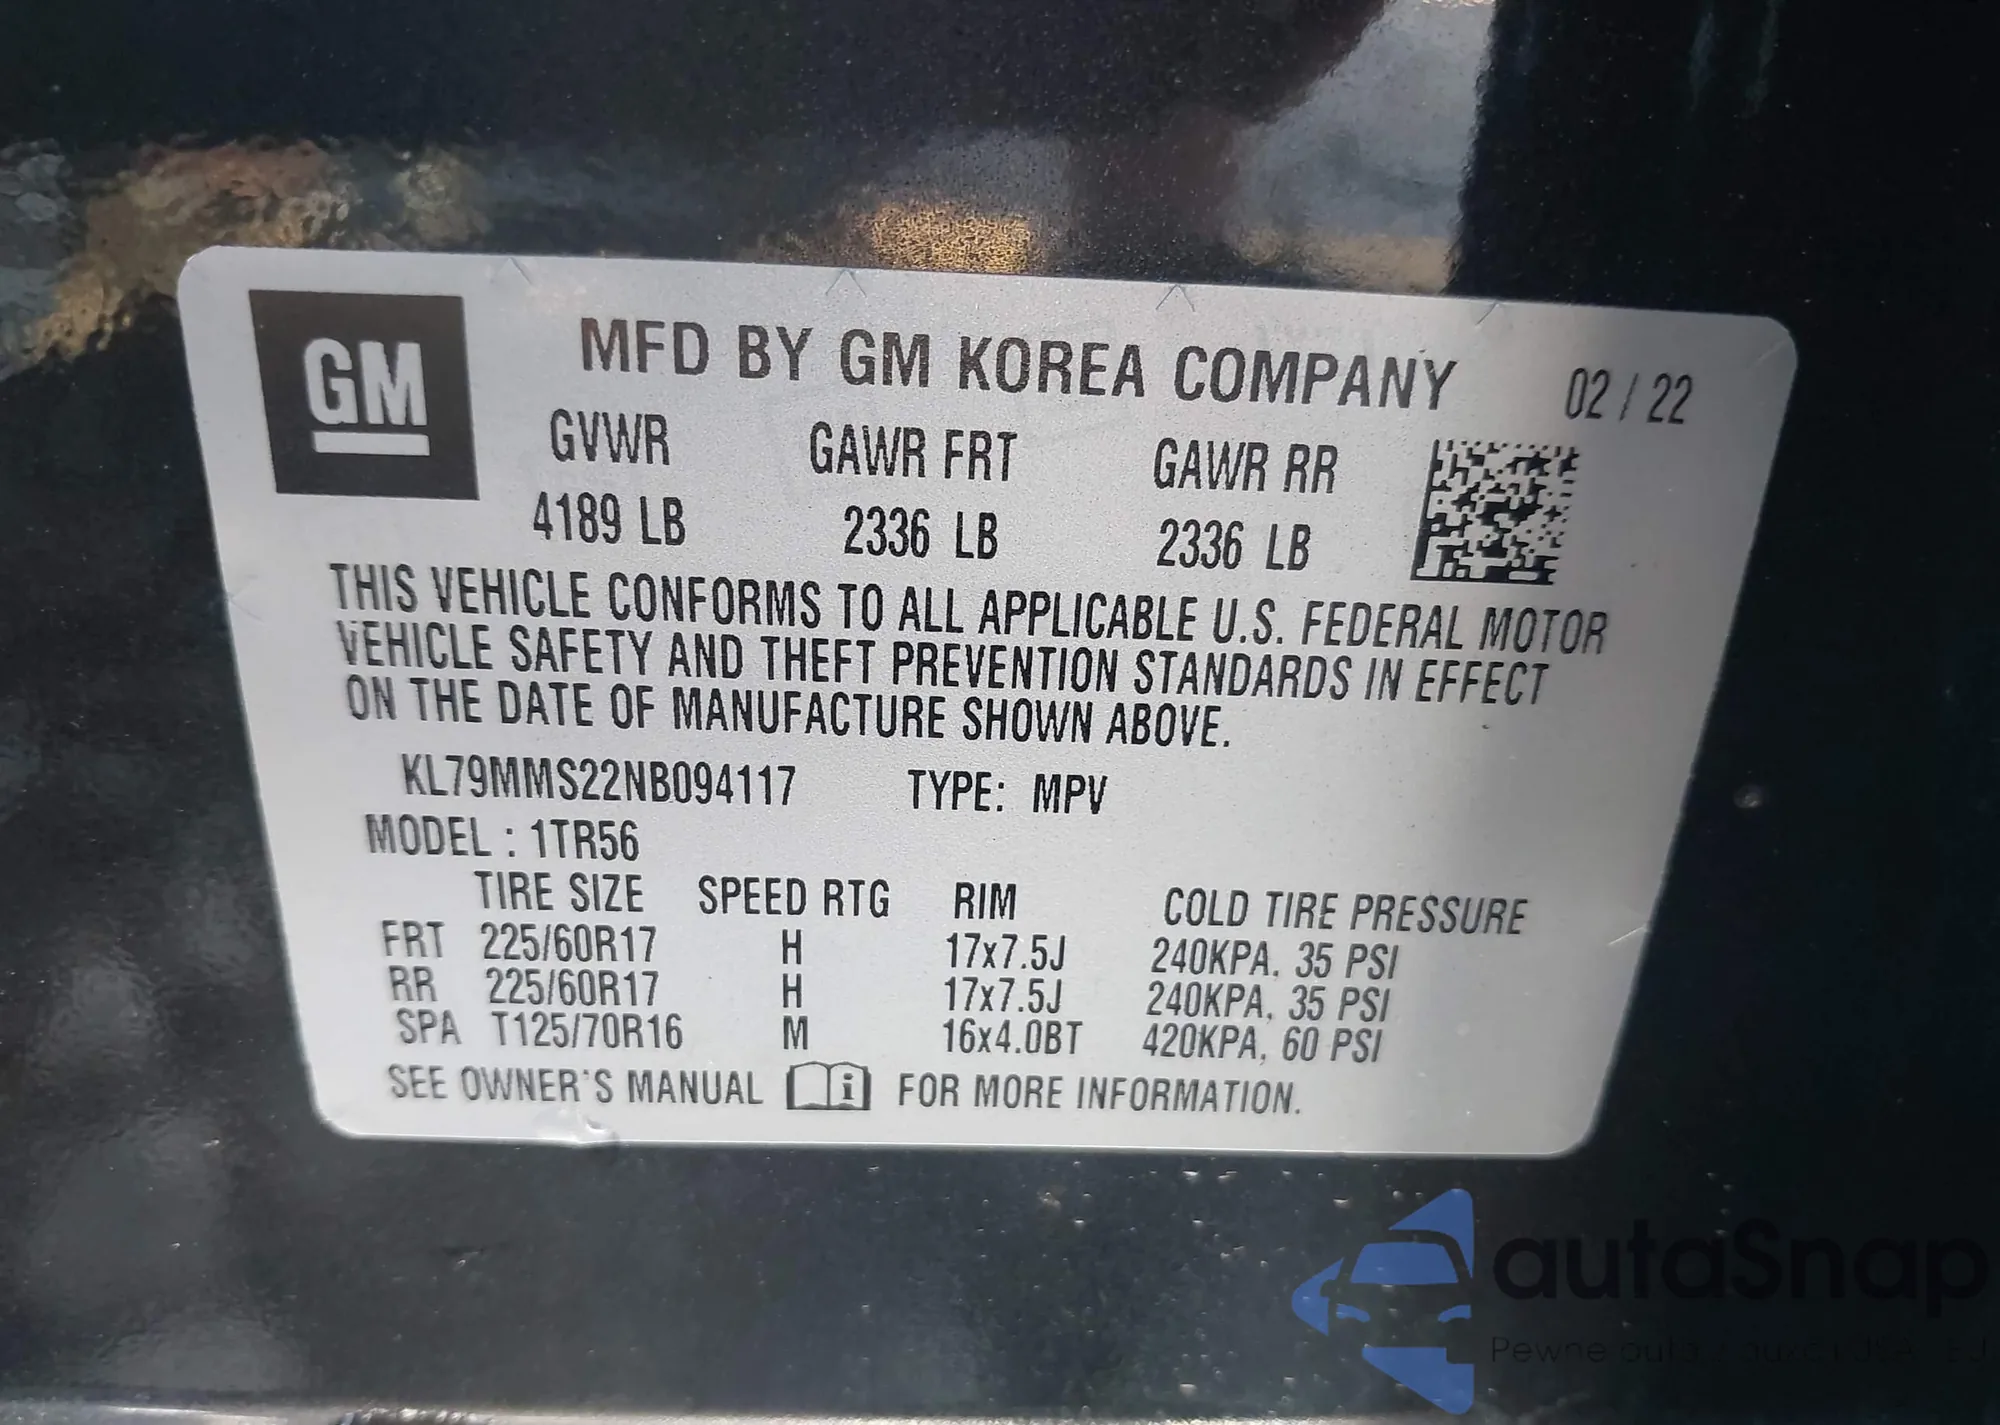 GM
MFD BY GM KOREA COMPANY 02 / 22
GVWR GAWR FRT GAWR RR
4189 LB 2336 LB 2336 LB
THIS VEHICLE CONFORMS TO ALL APPLICABLE U.S. FEDERAL MOTOR
VEHICLE SAFETY AND THEFT PREVENTION STANDARDS IN EFFECT
ON THE DATE OF MANUFACTURE SHOWN ABOVE.
KL79MMS22NB094117 TYPE: MPV
MODEL : 1TR56
TIRE SIZE SPEED RTG RIM COLD TIRE PRESSURE
FRT 225/60R17 H 17x7.5J 240KPA, 35 PSI
RR 225/60R17 H 17x7.5J 240KPA, 35 PSI
SPA T125/70R16 M 16x4.0BT 420KPA, 60 PSI
SEE OWNER'S MANUAL i FOR MORE INFORMATION.
autaSnap
Pewne auta z